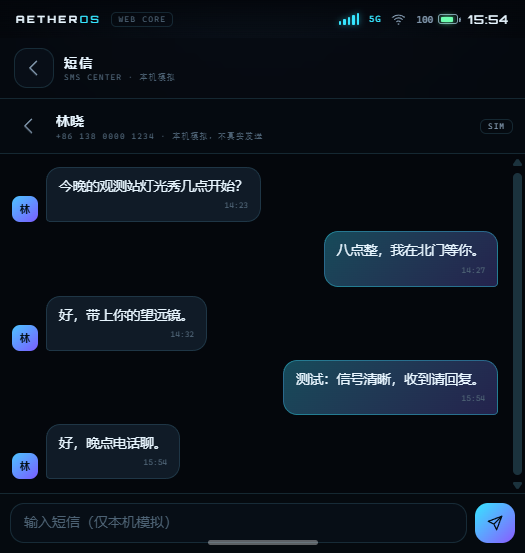 AETHEROS WEB CORE 5G 100 15:54
短信
SMS CENTER · 本机模拟
林晓
+86 138 0000 1234 · 本机模拟，不真实发送
SIM
今晚的观测站灯光秀几点开始？
14:23
林
八点整，我在北门等你。
14:27
好，带上你的望远镜。
14:32
林
测试：信号清晰，收到请回复。
15:54
好，晚点电话聊。
15:54
林
输入短信（仅本机模拟）